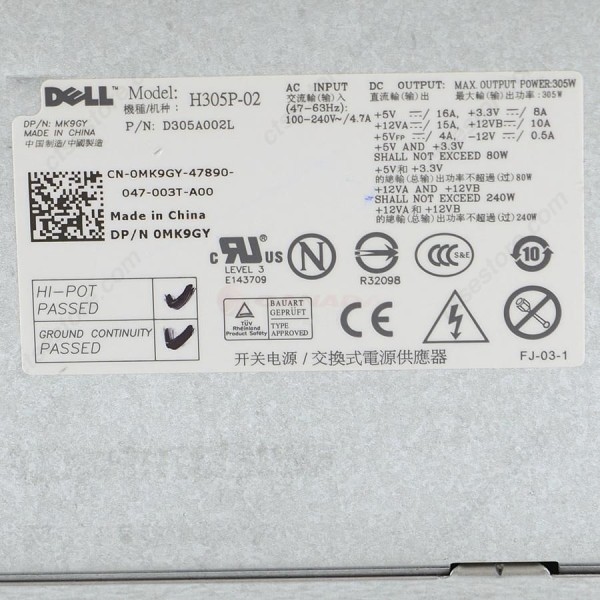 DELL™ Model: H305P-02
機種/机种:
P/N: D305A002L
DP/N: MK9GY
MADE IN CHINA
中国制造/中國製造
AC INPUT
交流輸(输)入
(47-63Hz):
100-240V~/4.7A
DC OUTPUT: MAX. OUTPUT POWER:305W
直流輸(输)出 最大輸(输)出功率:305W
+5V ⎓/ 16A, +3.3V ⎓/ 8A
+12VA ⎓/ 15A, +12VB ⎓/ 10A
+5VFP ⎓/ 4A, -12V ⎓/ 0.5A
+5V AND +3.3V
SHALL NOT EXCEED 80W
+5V 和 +3.3V
的總輸(总输)出功率不超過(过)80W
+12VA AND +12VB
SHALL NOT EXCEED 240W
+12VA 和 +12VB
的總輸(总输)出功率不超過(过)240W
CN-0MK9GY-47890-
047-003T-A00
Made in China
DP/N 0MK9GY
c RU US
LEVEL 3
E143709
N
R32098
CCC S&E
10
HI-POT
PASSED
GROUND CONTINUITY
PASSED
TÜV
Rheinland
Product Safety
BAUART
GEPRÜFT
TYPE
APPROVED
CE
开关电源/交換式電源供應器
FJ-03-1